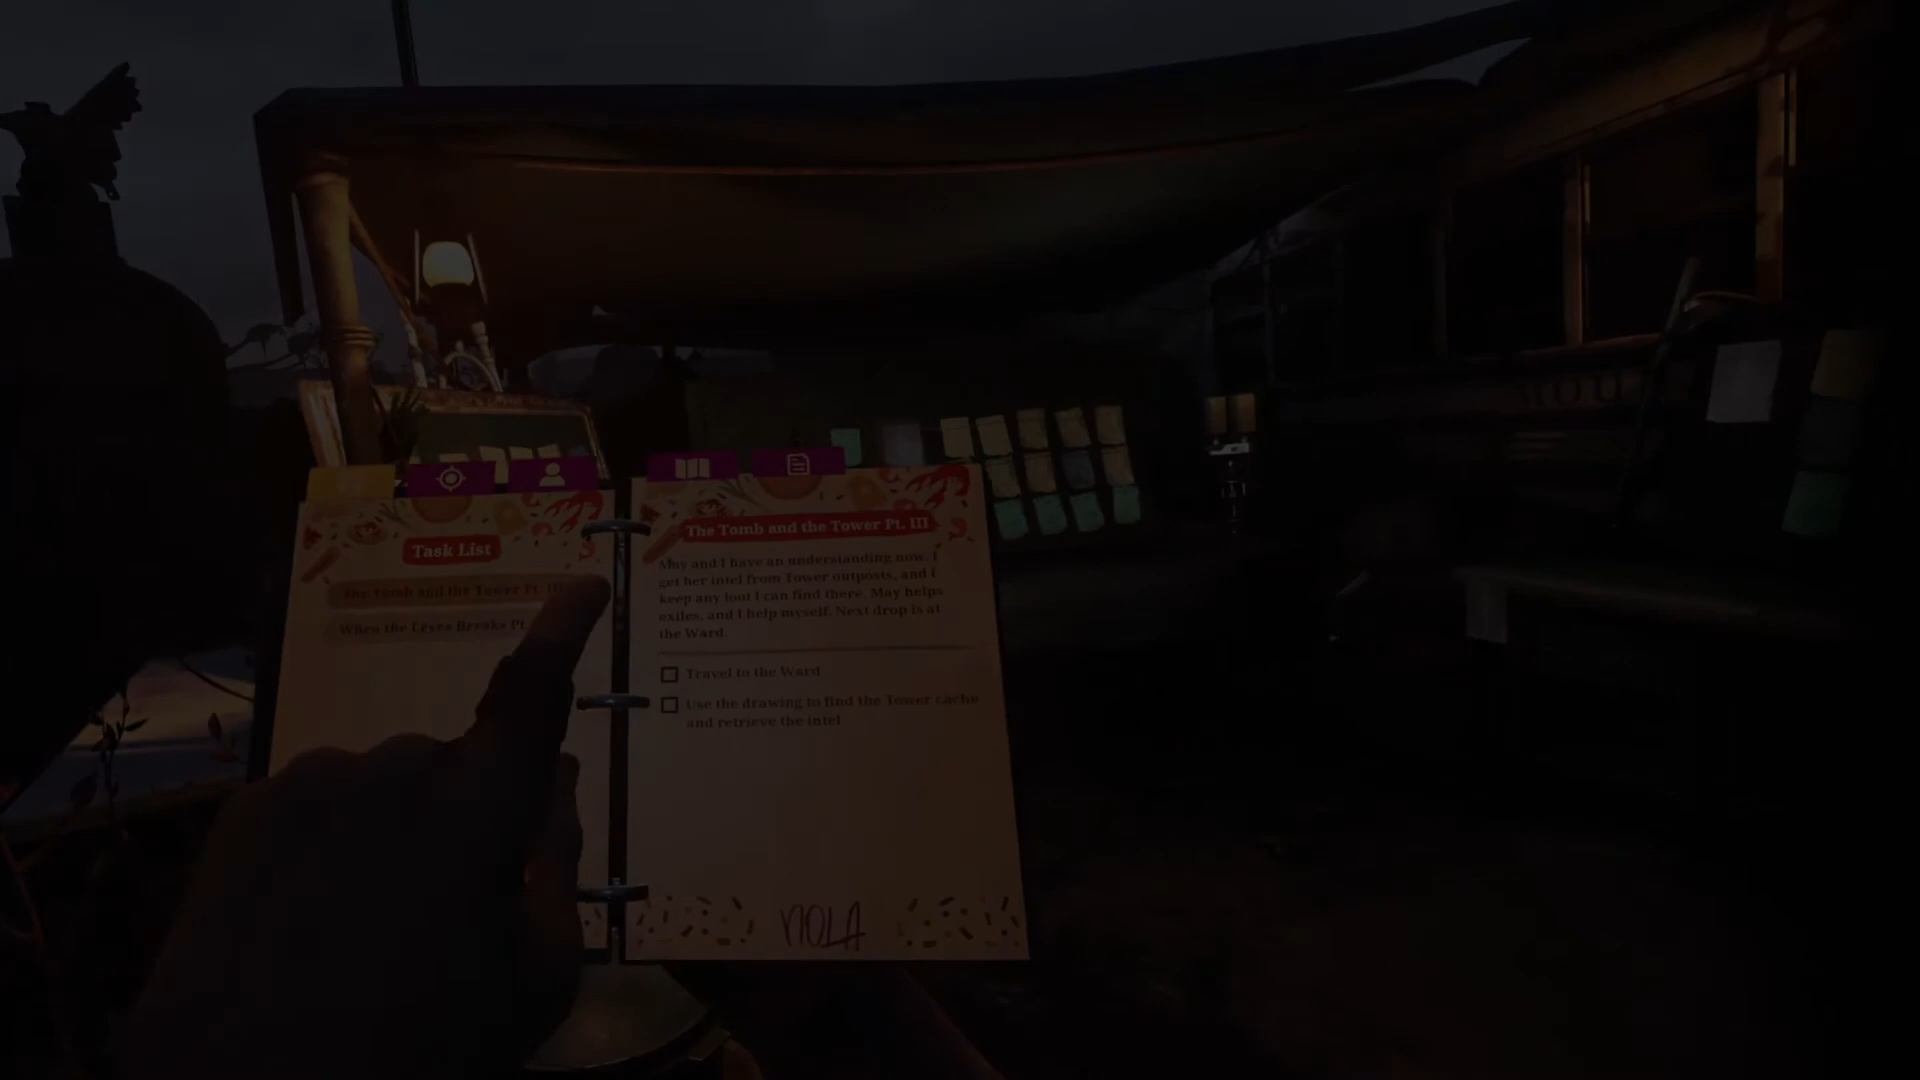 Task List
The Tomb and the Tower Pt. III
When the Levee Breaks Pt.
The Tomb and the Tower Pt. III
May and I have an understanding now. I
get her intel from Tower outposts, and I
keep any loot I can find there. May helps
exiles, and I help myself. Next drop is at
the Ward.
Travel to the Ward
Use the drawing to find the Tower cache
and retrieve the intel
NOLA
YOU